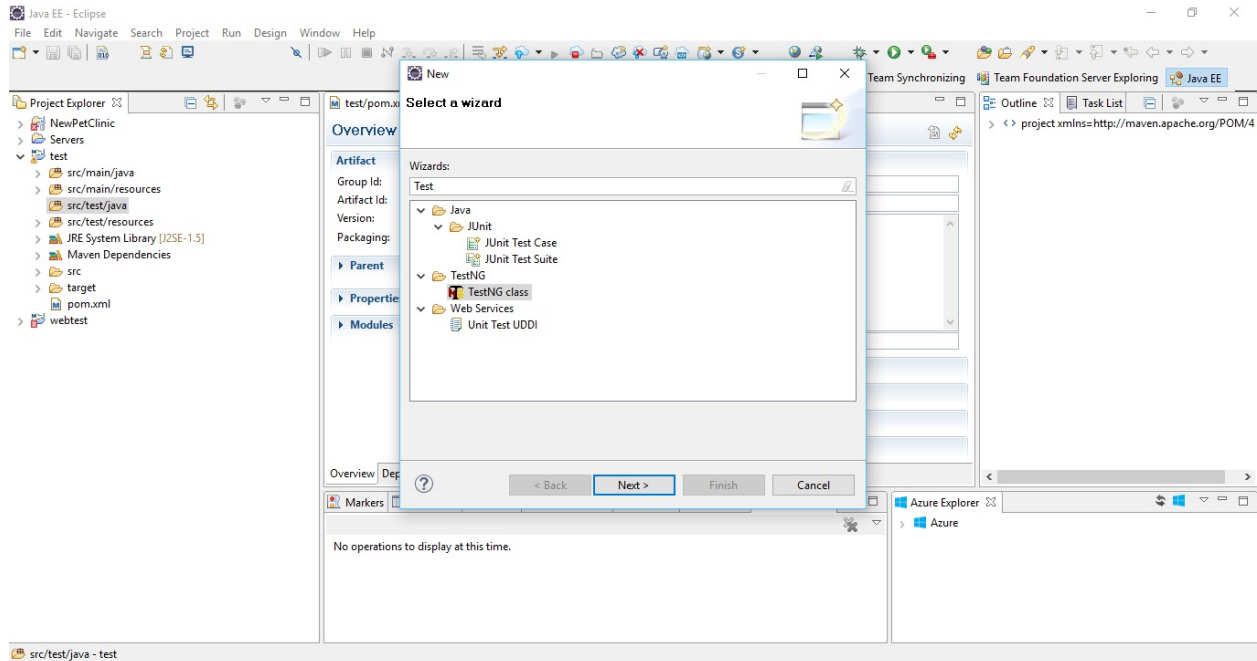 Java EE - Eclipse
File Edit Navigate Search Project Run Design Window Help
Team Synchronizing Team Foundation Server Exploring Java EE
Project Explorer
NewPetClinic
Servers
test
src/main/java
src/main/resources
src/test/java
src/test/resources
JRE System Library [J2SE-1.5]
Maven Dependencies
src
target
pom.xml
webtest
test/pom.x
Overview
Artifact
Group Id:
Artifact Id:
Version:
Packaging:
Parent
Propertie
Modules
Overview Dep
New
Select a wizard
Wizards:
Test
Java
JUnit
JUnit Test Case
JUnit Test Suite
TestNG
TestNG class
Web Services
Unit Test UDDI
< Back Next > Finish Cancel
Outline Task List
project xmlns=http://maven.apache.org/POM/4
Markers
No operations to display at this time.
Azure Explorer
Azure
src/test/java - test